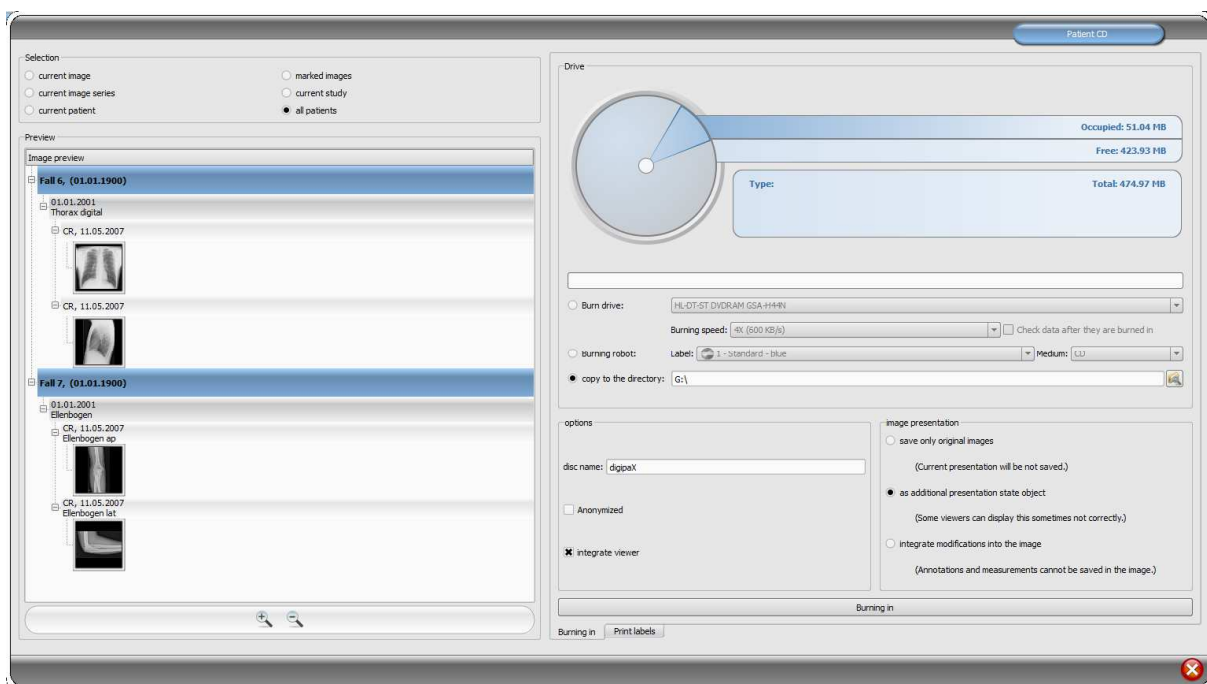 Patient CD
Selection
current image
marked images
current image series
current study
current patient
all patients
Preview
Image preview
Fall 6, (01.01.1900)
01.01.2001
Thorax digital
CR, 11.05.2007
CR, 11.05.2007
Fall 7, (01.01.1900)
01.01.2001
Ellenbogen
CR, 11.05.2007
Ellenbogen ap
CR, 11.05.2007
Ellenbogen lat
Drive
Occupied: 51.04 MB
Free: 423.93 MB
Type: Total: 474.97 MB
Burn drive: HL-DT-ST DVDRAM GSA-H44N
Burning speed: 4X (600 KB/s) Check data after they are burned in
Burning robot: Label: 1 - Standard - blue Medium: CD
copy to the directory: G:\
options
disc name: digipaX
Anonymized
integrate viewer
image presentation
save only original images
(Current presentation will be not saved.)
as additional presentation state object
(Some viewers can display this sometimes not correctly.)
integrate modifications into the image
(Annotations and measurements cannot be saved in the image.)
Burning in
Burning in Print labels